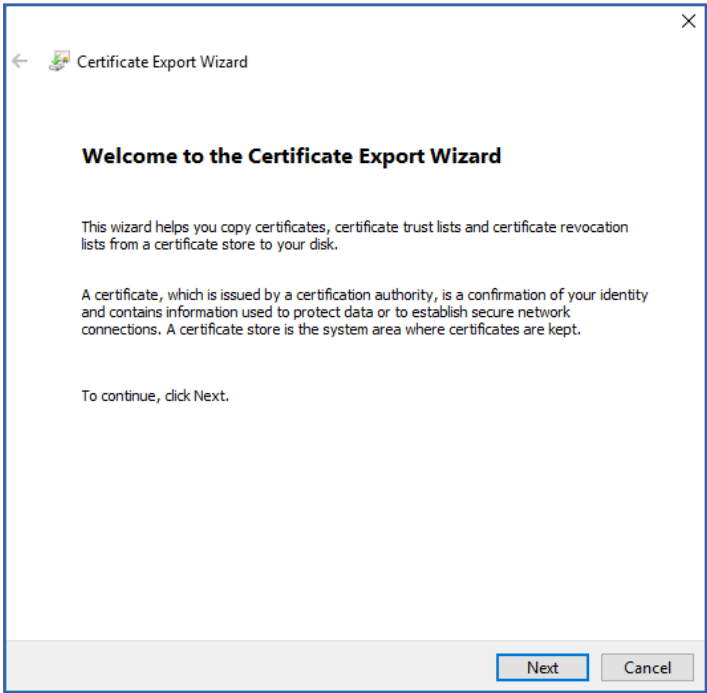 Certificate Export Wizard
Welcome to the Certificate Export Wizard
This wizard helps you copy certificates, certificate trust lists and certificate revocation
lists from a certificate store to your disk.
A certificate, which is issued by a certification authority, is a confirmation of your identity
and contains information used to protect data or to establish secure network
connections. A certificate store is the system area where certificates are kept.
To continue, click Next.
Next Cancel